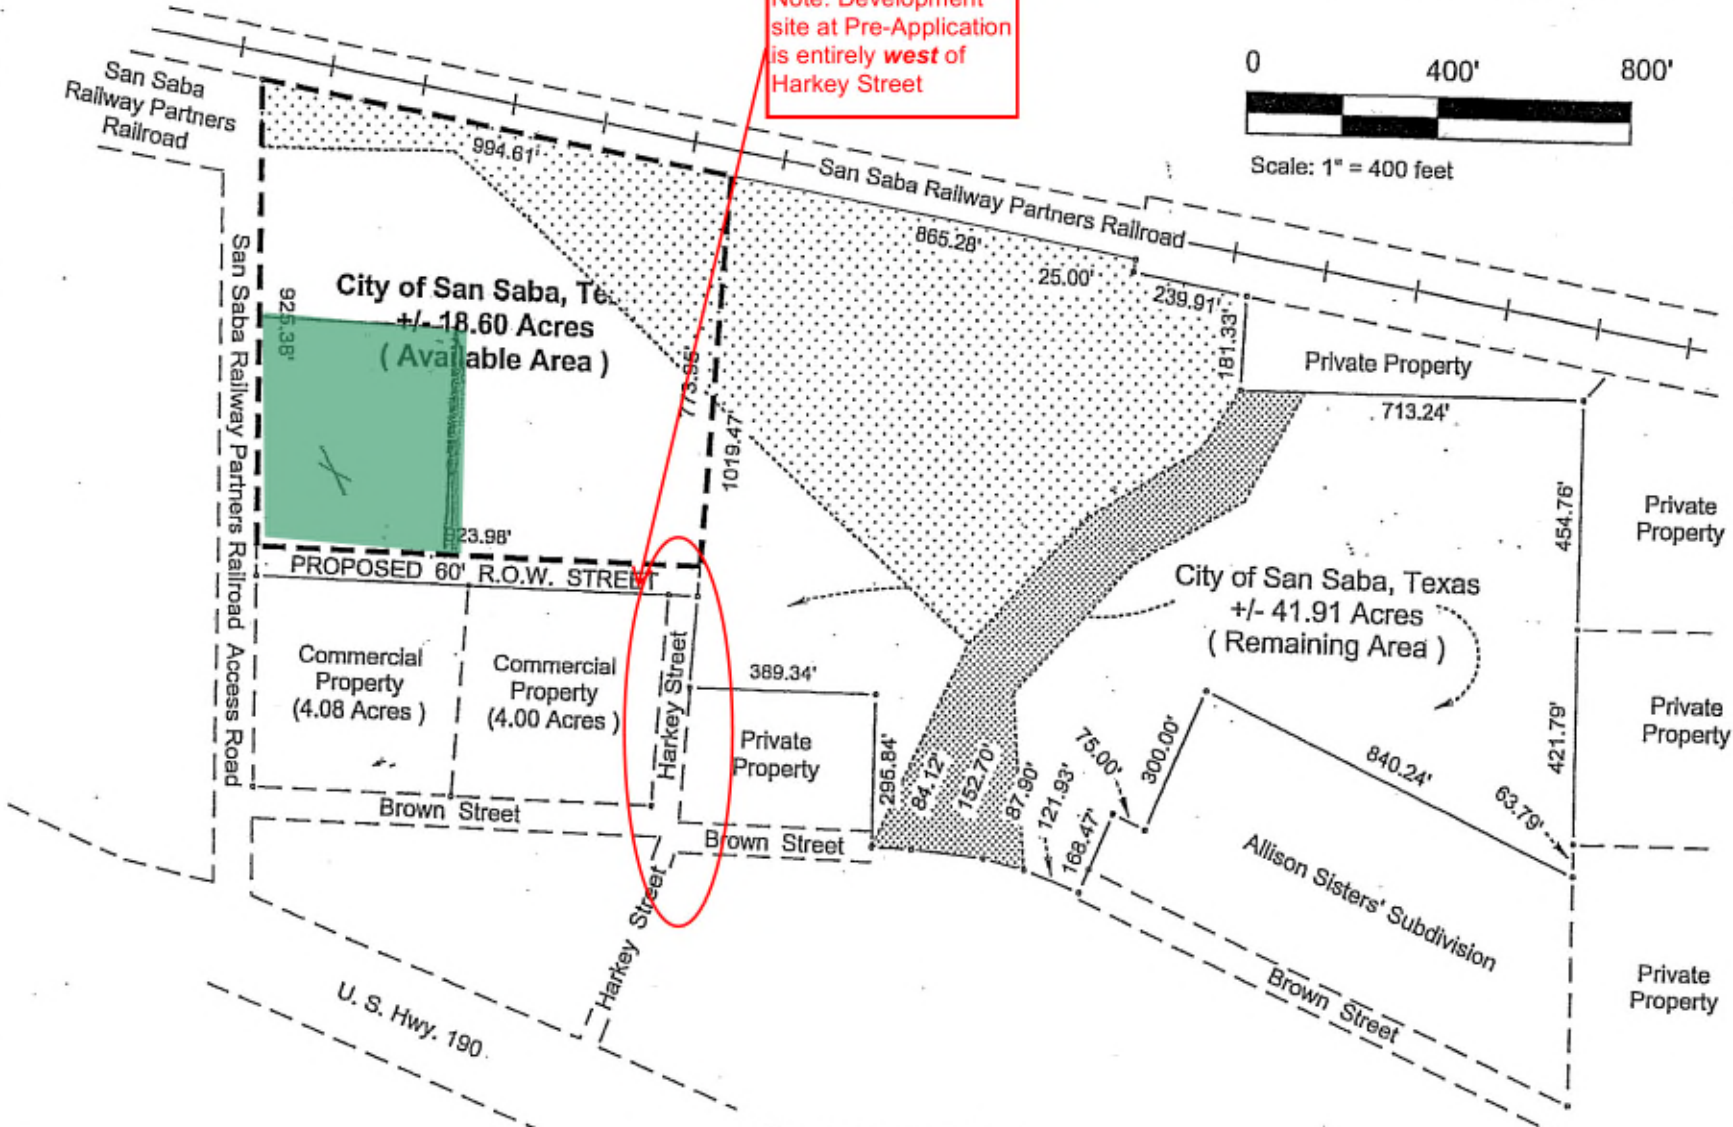 Note: Development
site at Pre-Application
is entirely west of
Harkey Street
0 400' 800'
Scale: 1" = 400 feet
San Saba
Railway Partners
Railroad
994.61'
San Saba Railway Partners Railroad
865.28'
25.00'
239.91'
181.33'
Private Property
713.24'
City of San Saba, Te
+/- 18.60 Acres
( Available Area )
925.38'
773.65'
1019.47'
San Saba Railway Partners Railroad Access Road
923.98'
PROPOSED 60' R.O.W. STREET
454.76'
Private
Property
City of San Saba, Texas
+/- 41.91 Acres
( Remaining Area )
Commercial
Property
(4.08 Acres )
Commercial
Property
(4.00 Acres )
Harkey Street
389.34'
Private
Property
295.84'
84.12'
152.70'
87.90'
121.93'
168.47'
75.00'
300.00'
840.24'
63.79'
421.79'
Private
Property
Brown Street
Brown Street
Allison Sisters' Subdivision
Harkey Street
Brown Street
Private
Property
U. S. Hwy. 190